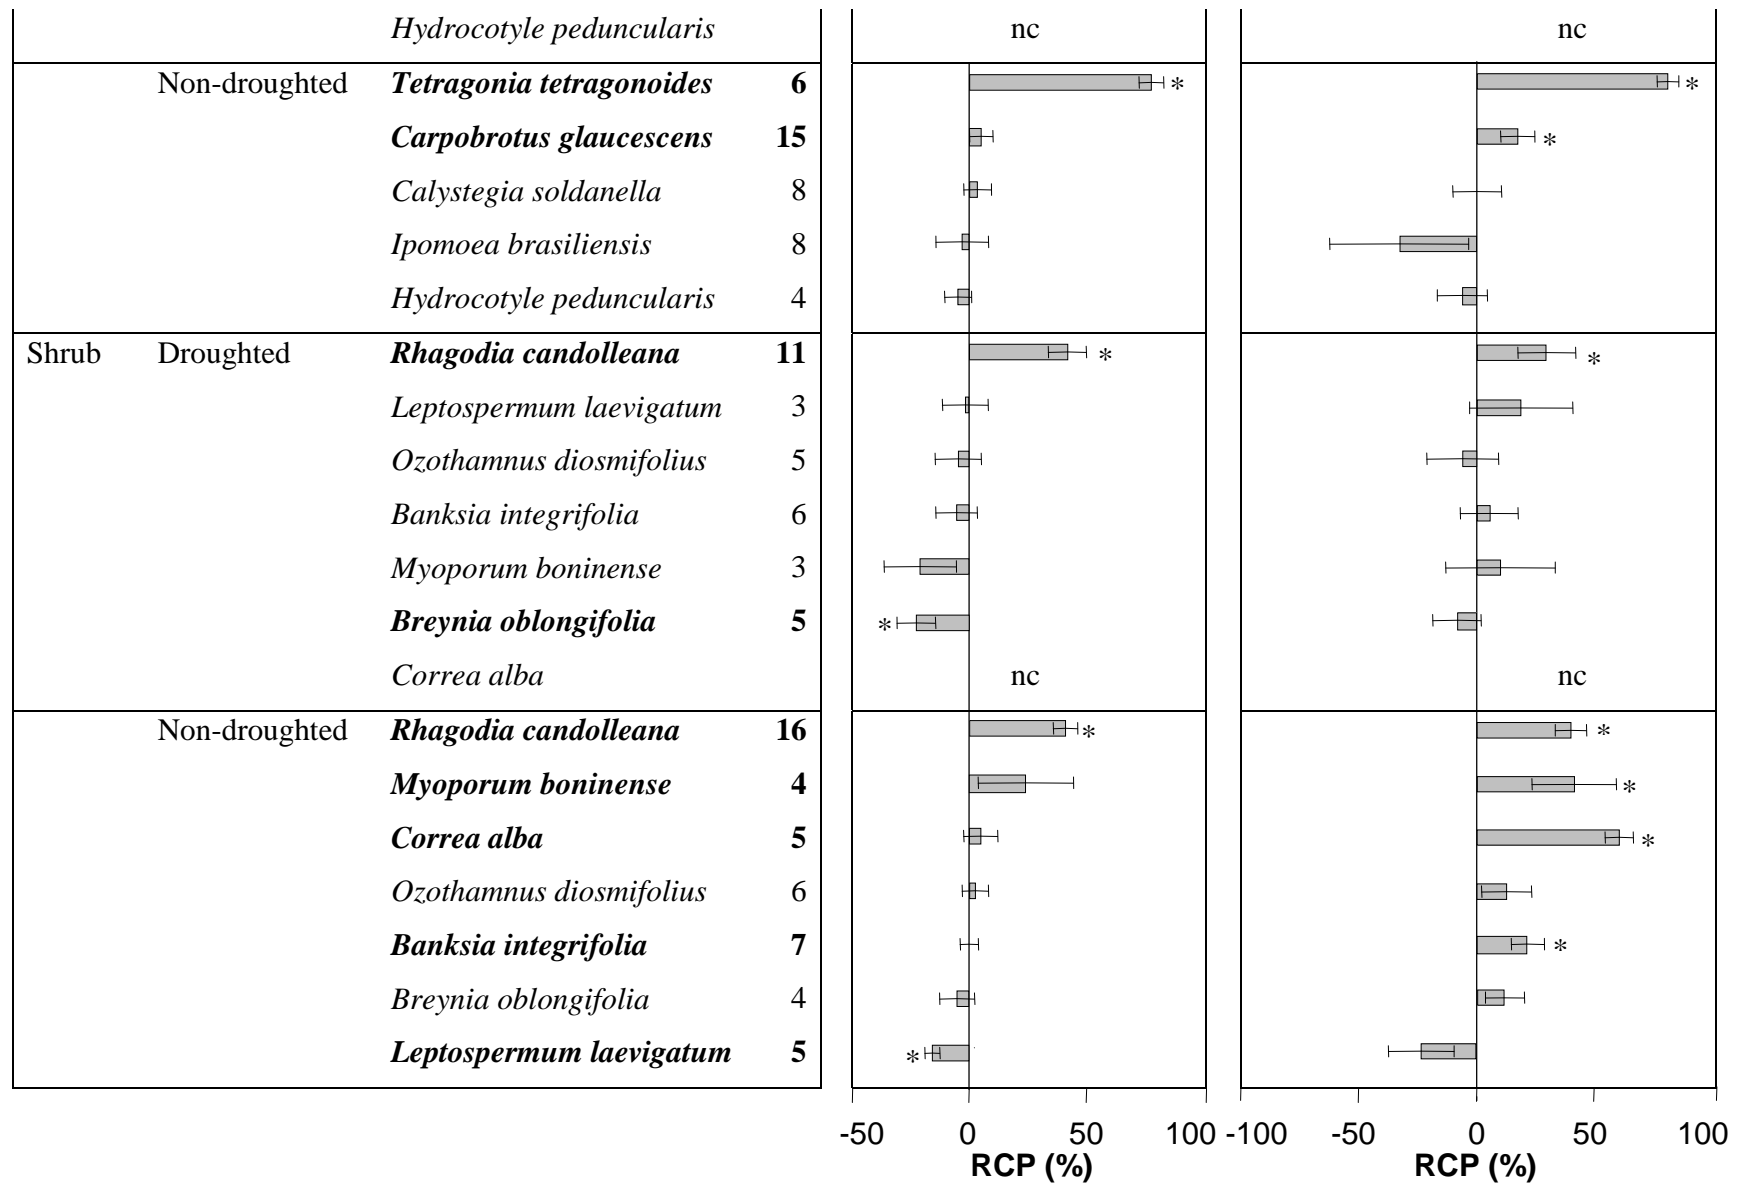 Hydrocotyle peduncularis nc nc
Non-droughted Tetragonia tetragonoides 6 * *
Carpobrotus glaucescens 15 *
Calystegia soldanella 8
Ipomoea brasiliensis 8
Hydrocotyle peduncularis 4
Shrub Droughted Rhagodia candolleana 11 * *
Leptospermum laevigatum 3
Ozothamnus diosmifolius 5
Banksia integrifolia 6
Myoporum boninense 3
Breynia oblongifolia 5 *
Correa alba nc nc
Non-droughted Rhagodia candolleana 16 * *
Myoporum boninense 4 *
Correa alba 5 *
Ozothamnus diosmifolius 6
Banksia integrifolia 7 *
Breynia oblongifolia 4
Leptospermum laevigatum 5 *
-50 0 50 100 -100 -50 0 50 100
RCP (%) RCP (%)